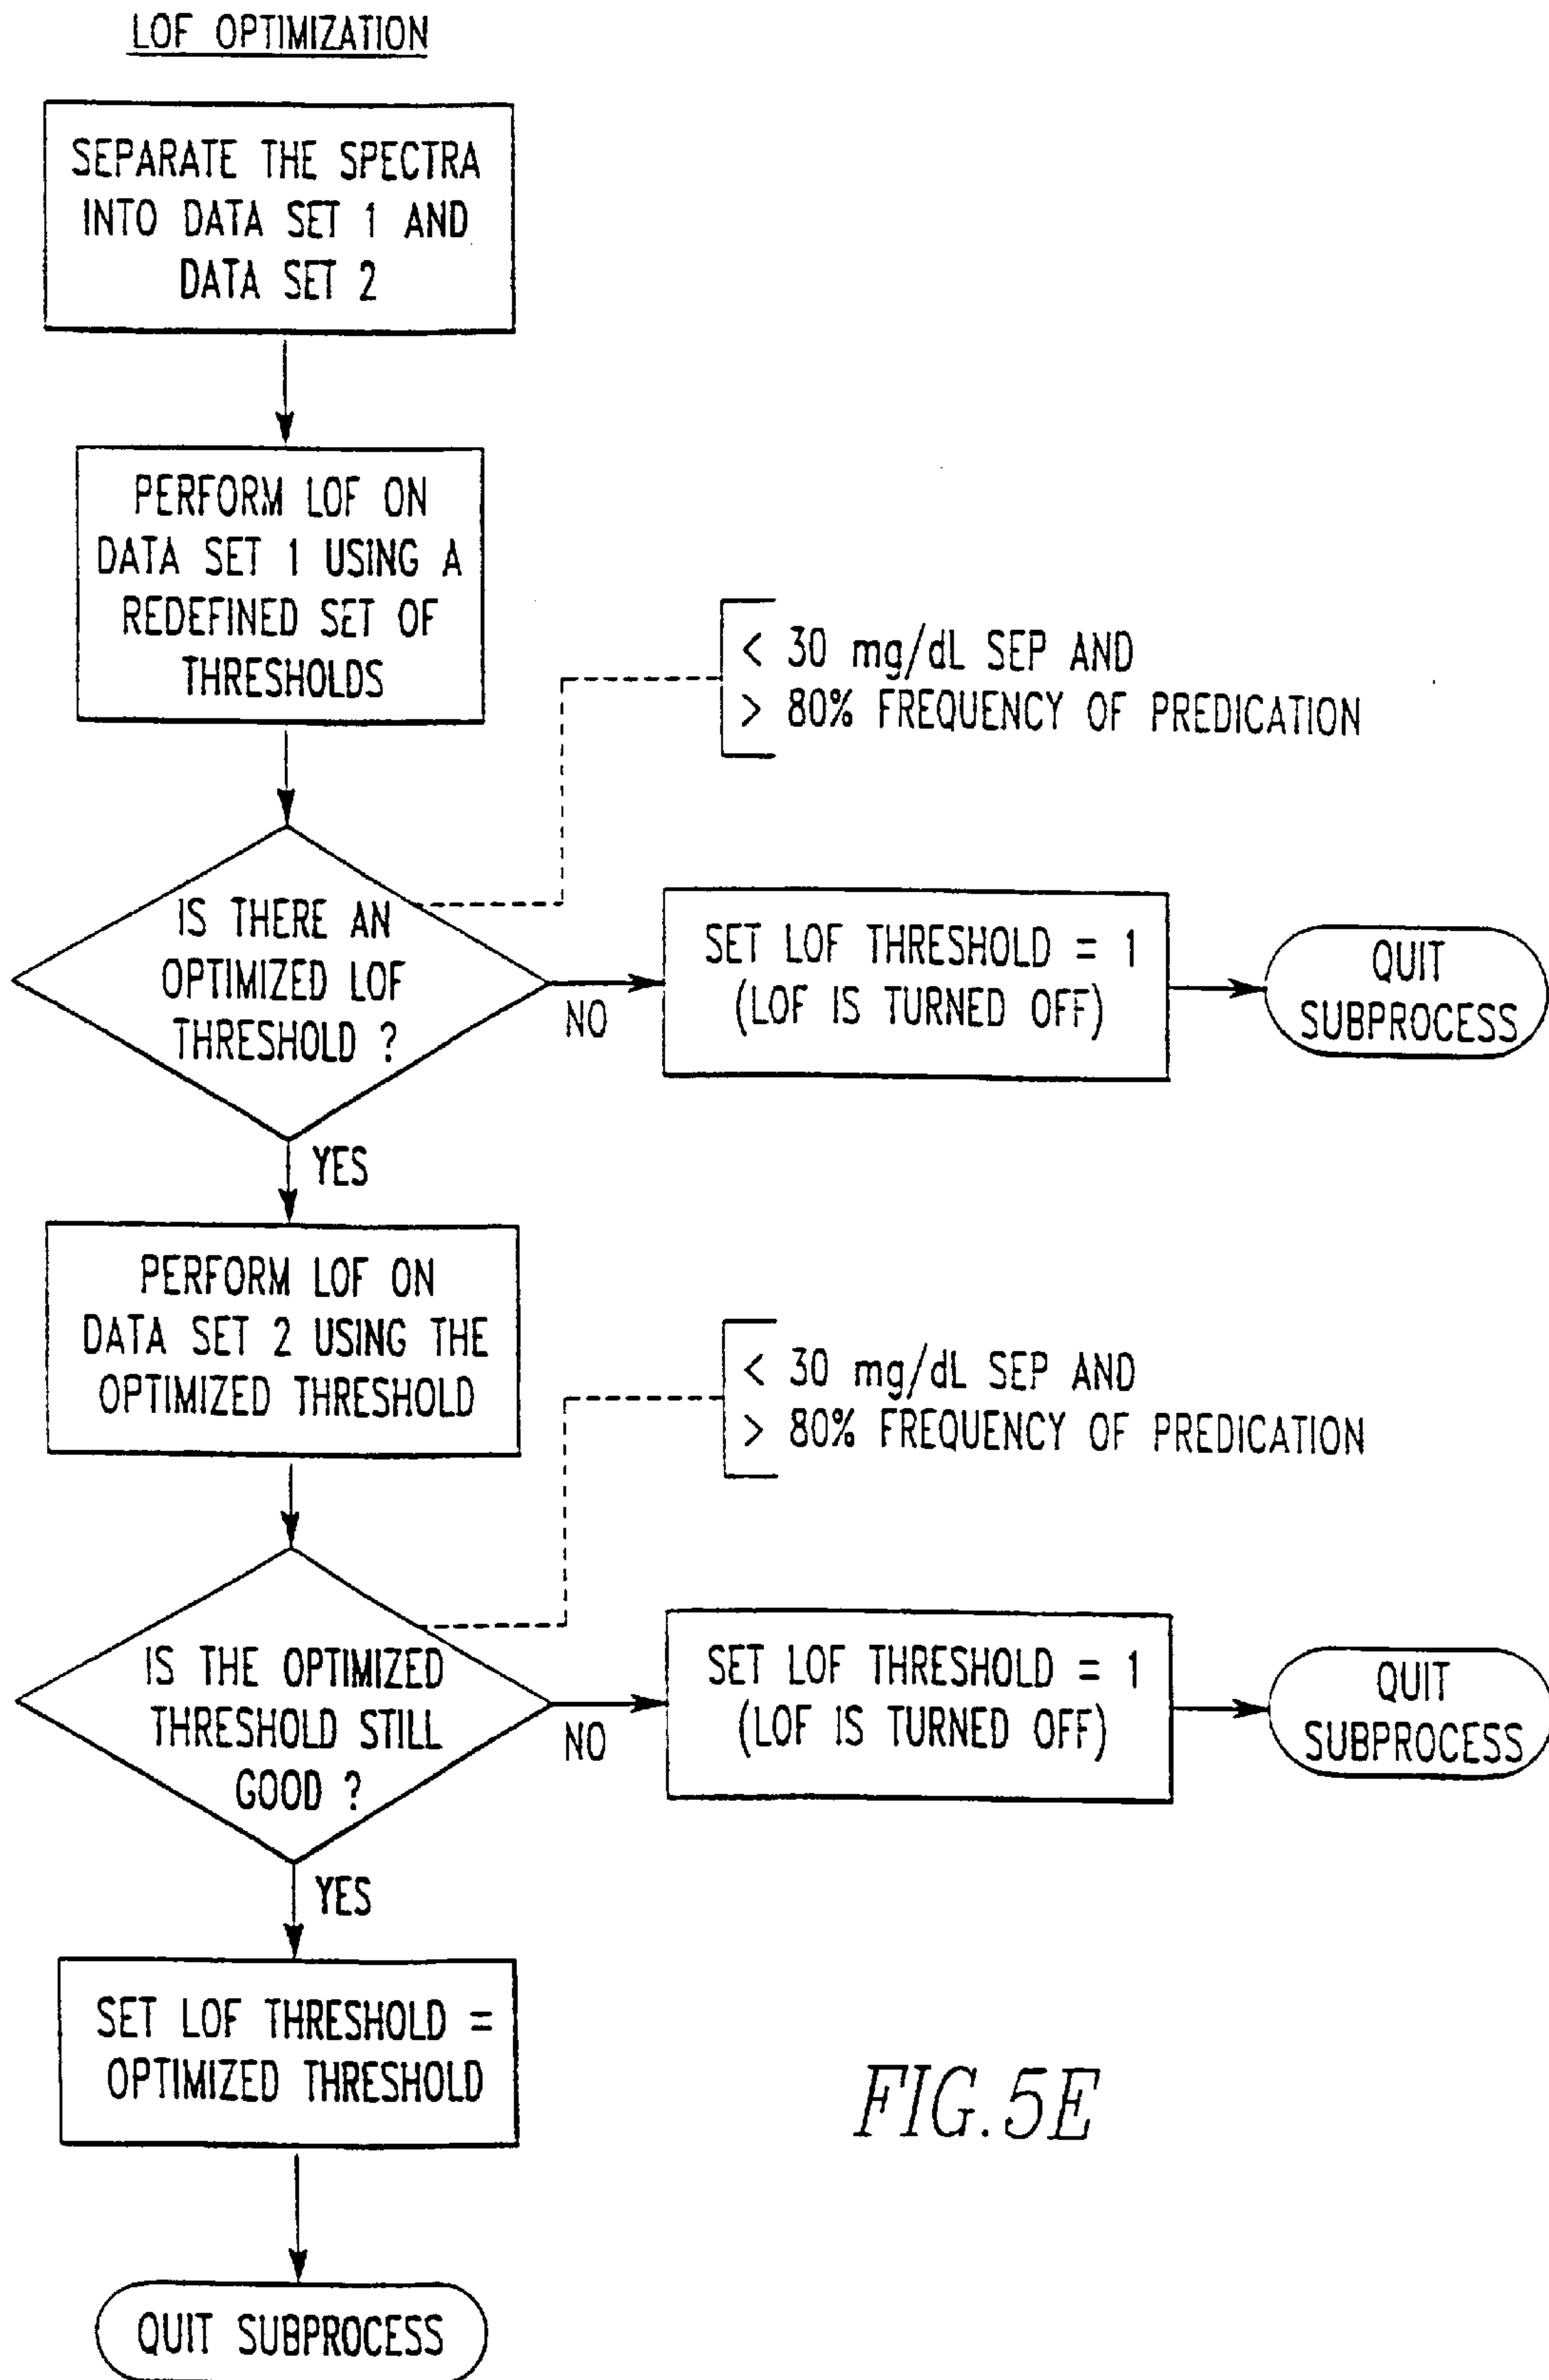 LOF OPTIMIZATION
SEPARATE THE SPECTRA
INTO DATA SET 1 AND
DATA SET 2
PERFORM LOF ON
DATA SET 1 USING A
REDEFINED SET OF
THRESHOLDS
< 30 mg/dL SEP AND
> 80% FREQUENCY OF PREDICATION
IS THERE AN
OPTIMIZED LOF
THRESHOLD ?
NO
SET LOF THRESHOLD = 1
(LOF IS TURNED OFF)
QUIT
SUBPROCESS
YES
PERFORM LOF ON
DATA SET 2 USING THE
OPTIMIZED THRESHOLD
< 30 mg/dL SEP AND
> 80% FREQUENCY OF PREDICATION
IS THE OPTIMIZED
THRESHOLD STILL
GOOD ?
NO
SET LOF THRESHOLD = 1
(LOF IS TURNED OFF)
QUIT
SUBPROCESS
YES
SET LOF THRESHOLD =
OPTIMIZED THRESHOLD
QUIT SUBPROCESS
FIG.5E